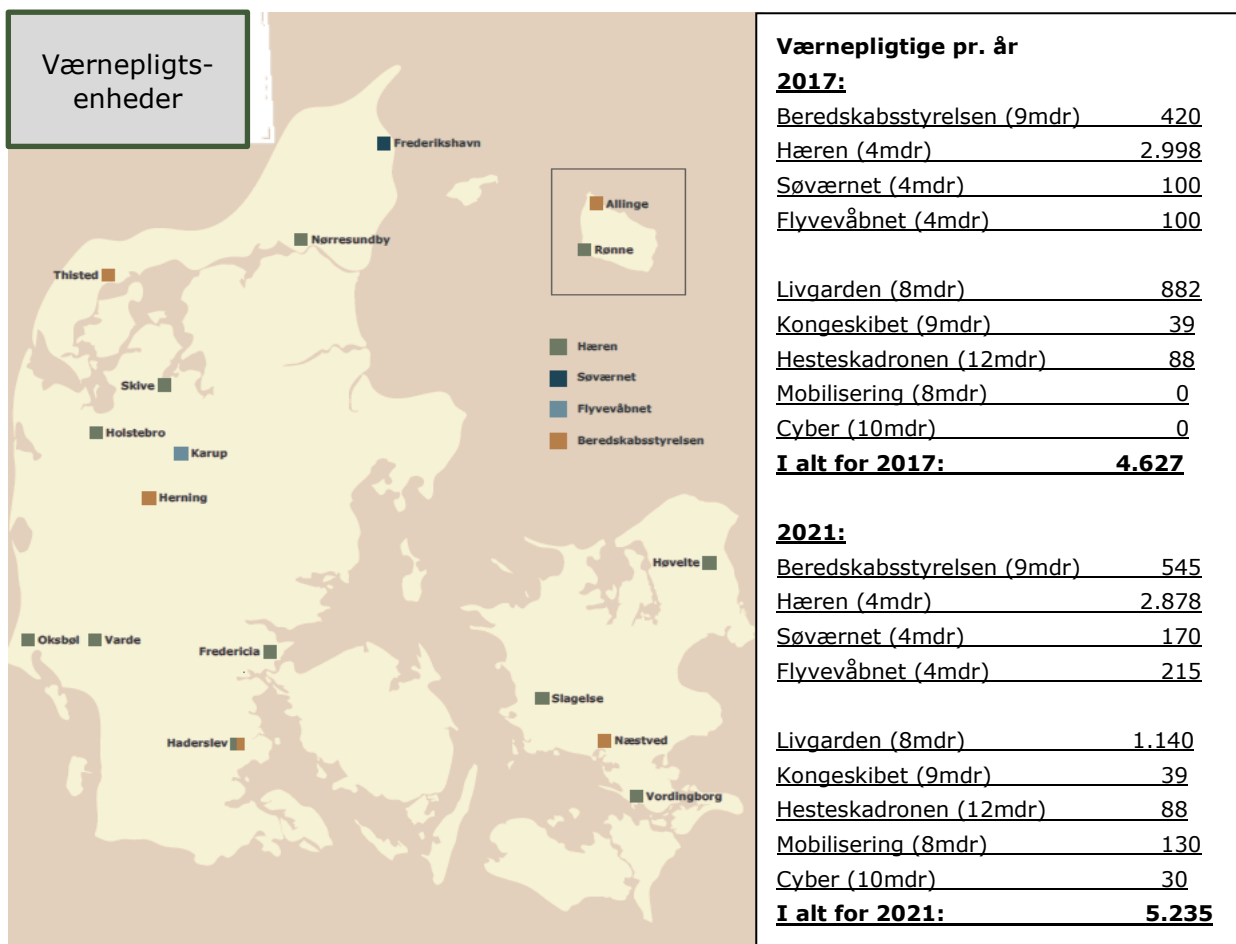 Værnepligts-
enheder
Frederikshavn
Allinge
Nørresundby
Rønne
Thisted
Hæren
Søværnet
Flyvevåbnet
Beredskabsstyrelsen
Skive
Holstebro
Karup
Herning
Høvelte
Oksbøl
Varde
Fredericia
Slagelse
Haderslev
Næstved
Vordingborg
Værnepligtige pr. år
2017:
Beredskabsstyrelsen (9mdr) 420
Hæren (4mdr) 2.998
Søværnet (4mdr) 100
Flyvevåbnet (4mdr) 100
Livgarden (8mdr) 882
Kongeskibet (9mdr) 39
Hesteskadronen (12mdr) 88
Mobilisering (8mdr) 0
Cyber (10mdr) 0
I alt for 2017: 4.627
2021:
Beredskabsstyrelsen (9mdr) 545
Hæren (4mdr) 2.878
Søværnet (4mdr) 170
Flyvevåbnet (4mdr) 215
Livgarden (8mdr) 1.140
Kongeskibet (9mdr) 39
Hesteskadronen (12mdr) 88
Mobilisering (8mdr) 130
Cyber (10mdr) 30
I alt for 2021: 5.235